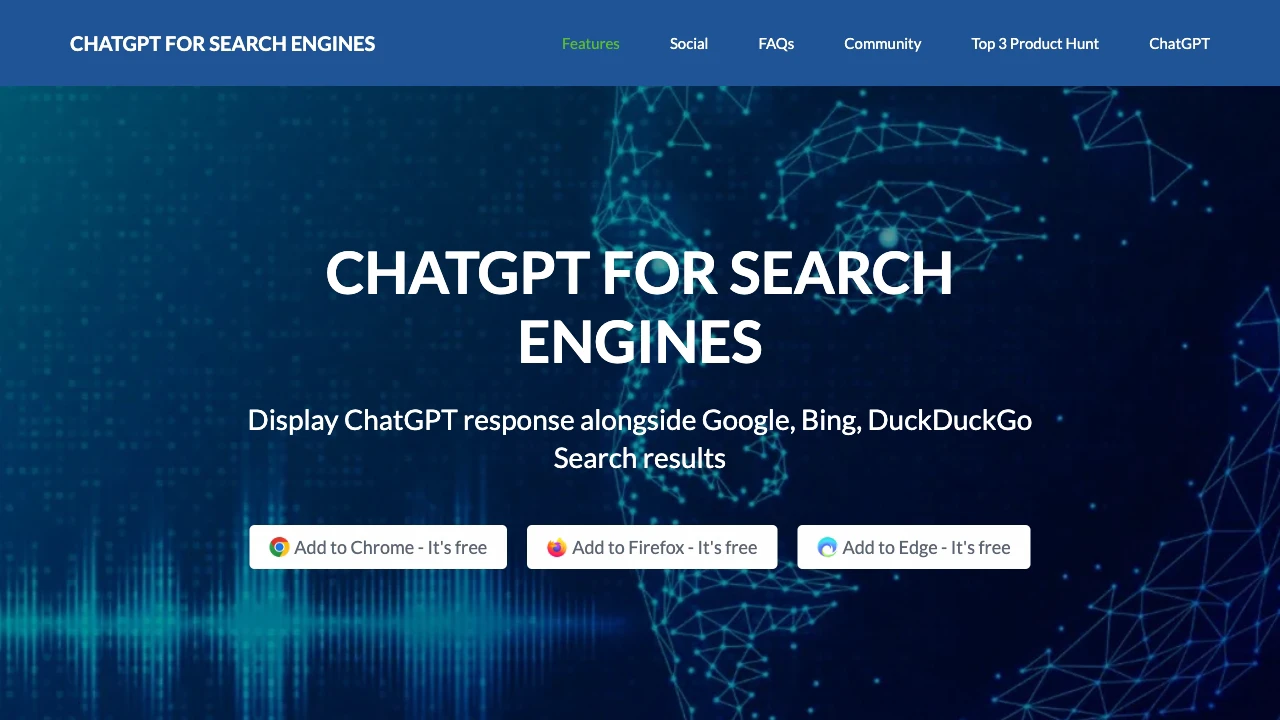 CHATGPT FOR SEARCH ENGINES
Features
Social
FAQs
Community
Top 3 Product Hunt
ChatGPT
CHATGPT FOR SEARCH
ENGINES
Display ChatGPT response alongside Google, Bing, DuckDuckGo
Search results
Add to Chrome - It's free
Add to Firefox - It's free
Add to Edge - It's free